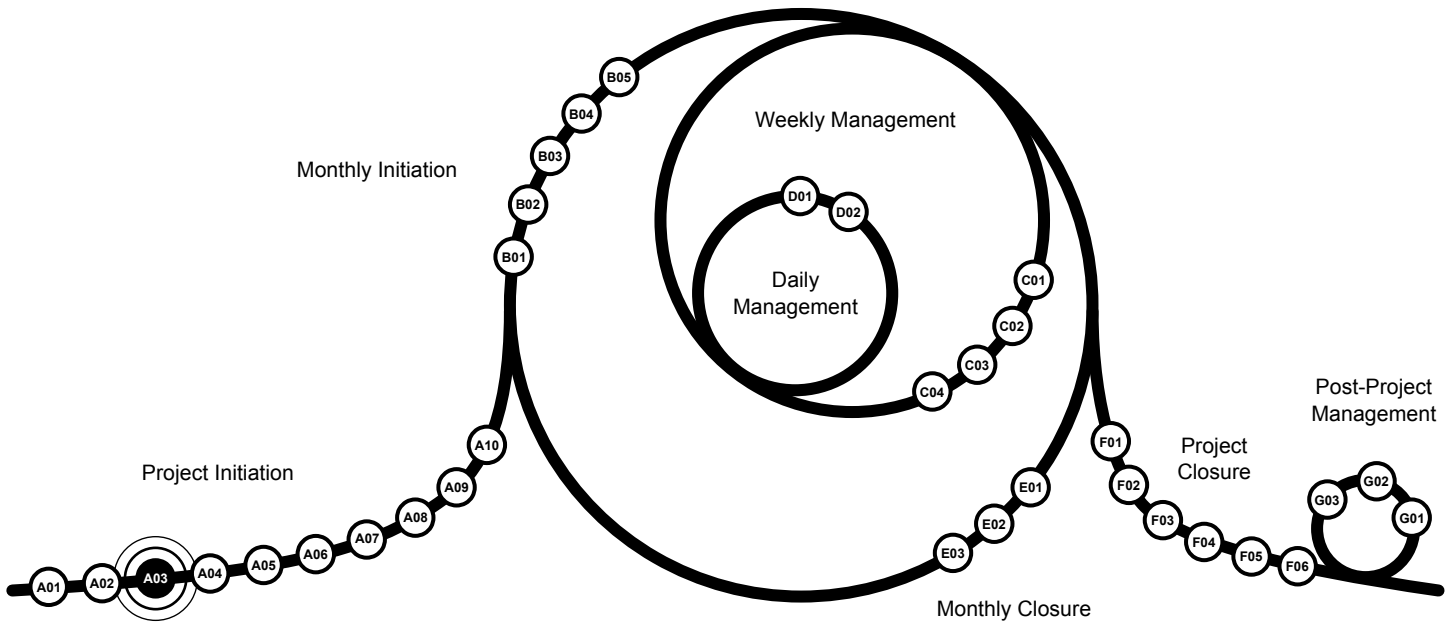 Project Initiation
A01
A02
A03
A04
A05
A06
A07
A08
A09
A10
Monthly Initiation
B01
B02
B03
B04
B05
Weekly Management
C01
C02
C03
C04
Daily
Management
D01
D02
Monthly Closure
E01
E02
E03
Project
Closure
F01
F02
F03
F04
F05
F06
Post-Project
Management
G01
G02
G03